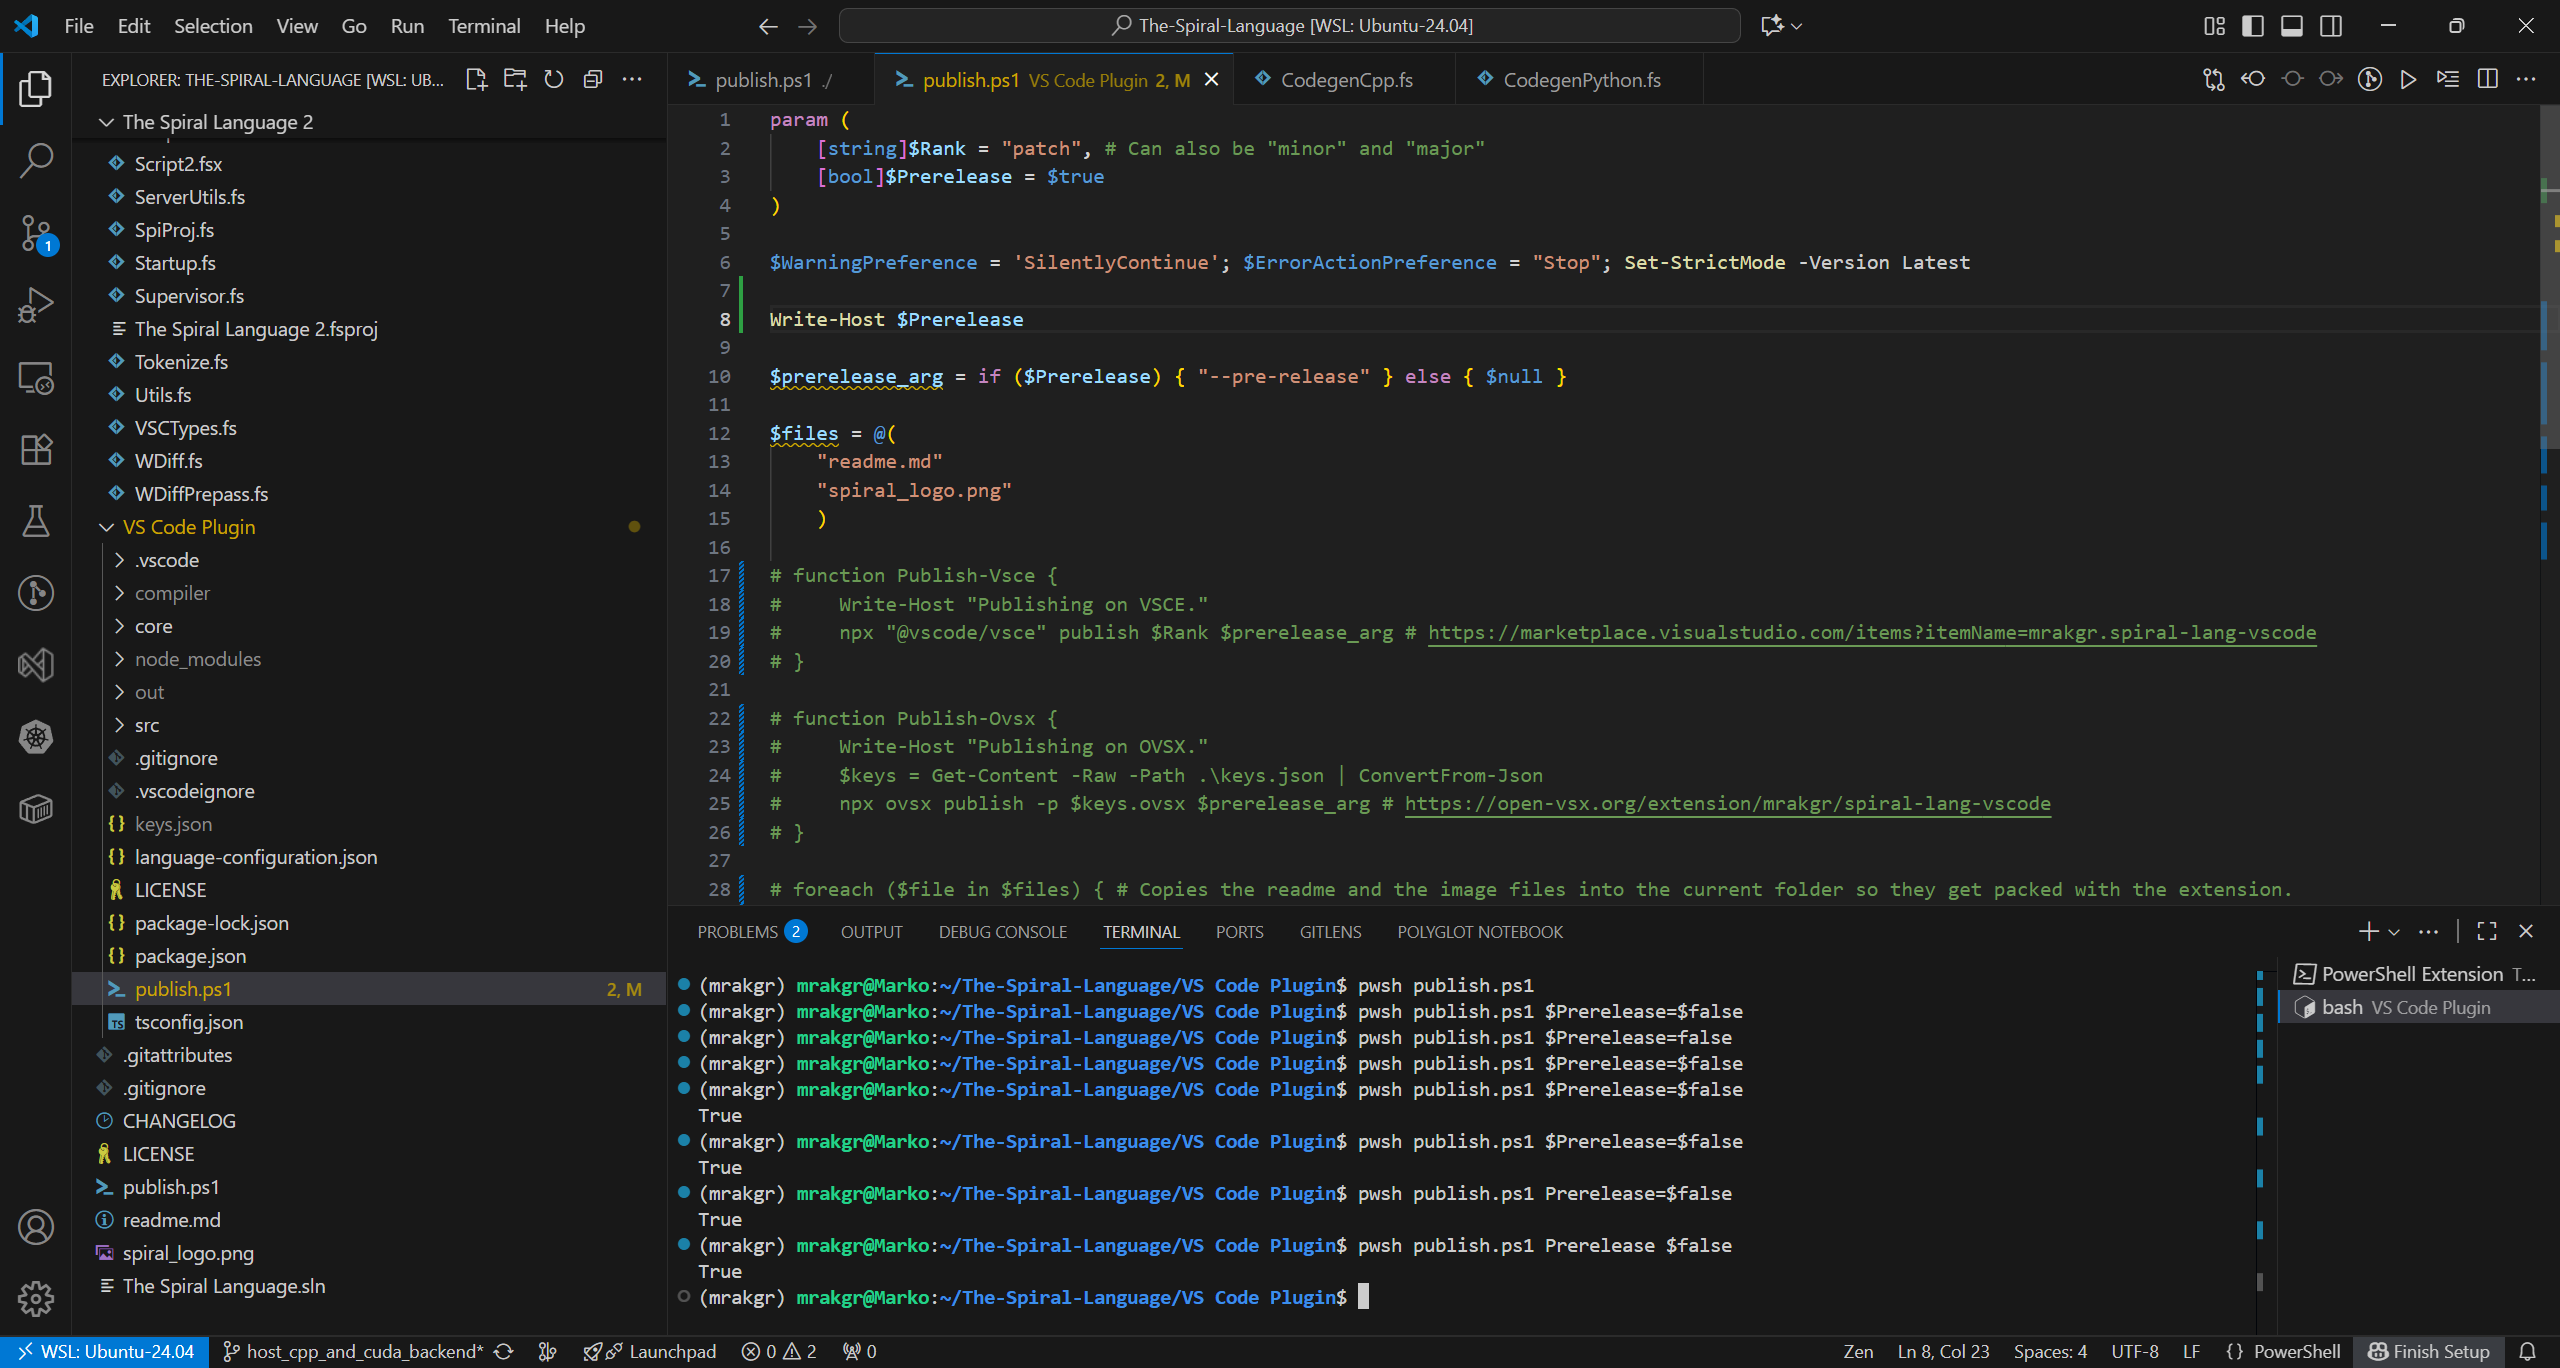 File Edit Selection View Go Run Terminal Help
The-Spiral-Language [WSL: Ubuntu-24.04]
EXPLORER: THE-SPIRAL-LANGUAGE [WSL: UB...
The Spiral Language 2
Script2.fsx
ServerUtils.fs
SpiProj.fs
Startup.fs
Supervisor.fs
The Spiral Language 2.fsproj
Tokenize.fs
Utils.fs
VSCTypes.fs
WDiff.fs
WDiffPrepass.fs
VS Code Plugin
.vscode
compiler
core
node_modules
out
src
.gitignore
.vscodeignore
keys.json
language-configuration.json
LICENSE
package-lock.json
package.json
publish.ps1 2, M
tsconfig.json
.gitattributes
.gitignore
CHANGELOG
LICENSE
publish.ps1
readme.md
spiral_logo.png
The Spiral Language.sln
1
publish.ps1 ./
publish.ps1 VS Code Plugin 2, M
CodegenCpp.fs
CodegenPython.fs
1 param (
2 [string]$Rank = "patch", # Can also be "minor" and "major"
3 [bool]$Prerelease = $true
4 )
5
6 $WarningPreference = 'SilentlyContinue'; $ErrorActionPreference = "Stop"; Set-StrictMode -Version Latest
7
8 Write-Host $Prerelease
9
10 $prerelease_arg = if ($Prerelease) { "--pre-release" } else { $null }
11
12 $files = @(
13 "readme.md"
14 "spiral_logo.png"
15 )
16
17 # function Publish-Vsce {
18 # Write-Host "Publishing on VSCE."
19 # npx "@vscode/vsce" publish $Rank $prerelease_arg # https://marketplace.visualstudio.com/items?itemName=mrakgr.spiral-lang-vscode
20 # }
21
22 # function Publish-Ovsx {
23 # Write-Host "Publishing on OVSX."
24 # $keys = Get-Content -Raw -Path .\keys.json | ConvertFrom-Json
25 # npx ovsx publish -p $keys.ovsx $prerelease_arg # https://open-vsx.org/extension/mrakgr/spiral-lang-vscode
26 # }
27
28 # foreach ($file in $files) { # Copies the readme and the image files into the current folder so they get packed with the extension.
PROBLEMS 2 OUTPUT DEBUG CONSOLE TERMINAL PORTS GITLENS POLYGLOT NOTEBOOK
(mrakgr) mrakgr@Marko:~/The-Spiral-Language/VS Code Plugin$ pwsh publish.ps1
(mrakgr) mrakgr@Marko:~/The-Spiral-Language/VS Code Plugin$ pwsh publish.ps1 $Prerelease=$false
(mrakgr) mrakgr@Marko:~/The-Spiral-Language/VS Code Plugin$ pwsh publish.ps1 $Prerelease=false
(mrakgr) mrakgr@Marko:~/The-Spiral-Language/VS Code Plugin$ pwsh publish.ps1 $Prerelease=$false
(mrakgr) mrakgr@Marko:~/The-Spiral-Language/VS Code Plugin$ pwsh publish.ps1 $Prerelease=$false
True
(mrakgr) mrakgr@Marko:~/The-Spiral-Language/VS Code Plugin$ pwsh publish.ps1 $Prerelease=$false
True
(mrakgr) mrakgr@Marko:~/The-Spiral-Language/VS Code Plugin$ pwsh publish.ps1 Prerelease=$false
True
(mrakgr) mrakgr@Marko:~/The-Spiral-Language/VS Code Plugin$ pwsh publish.ps1 Prerelease $false
True
(mrakgr) mrakgr@Marko:~/The-Spiral-Language/VS Code Plugin$
PowerShell Extension T...
bash VS Code Plugin
WSL: Ubuntu-24.04 host_cpp_and_cuda_backend* Launchpad 0 2 0 Zen Ln 8, Col 23 Spaces: 4 UTF-8 LF {} PowerShell Finish Setup